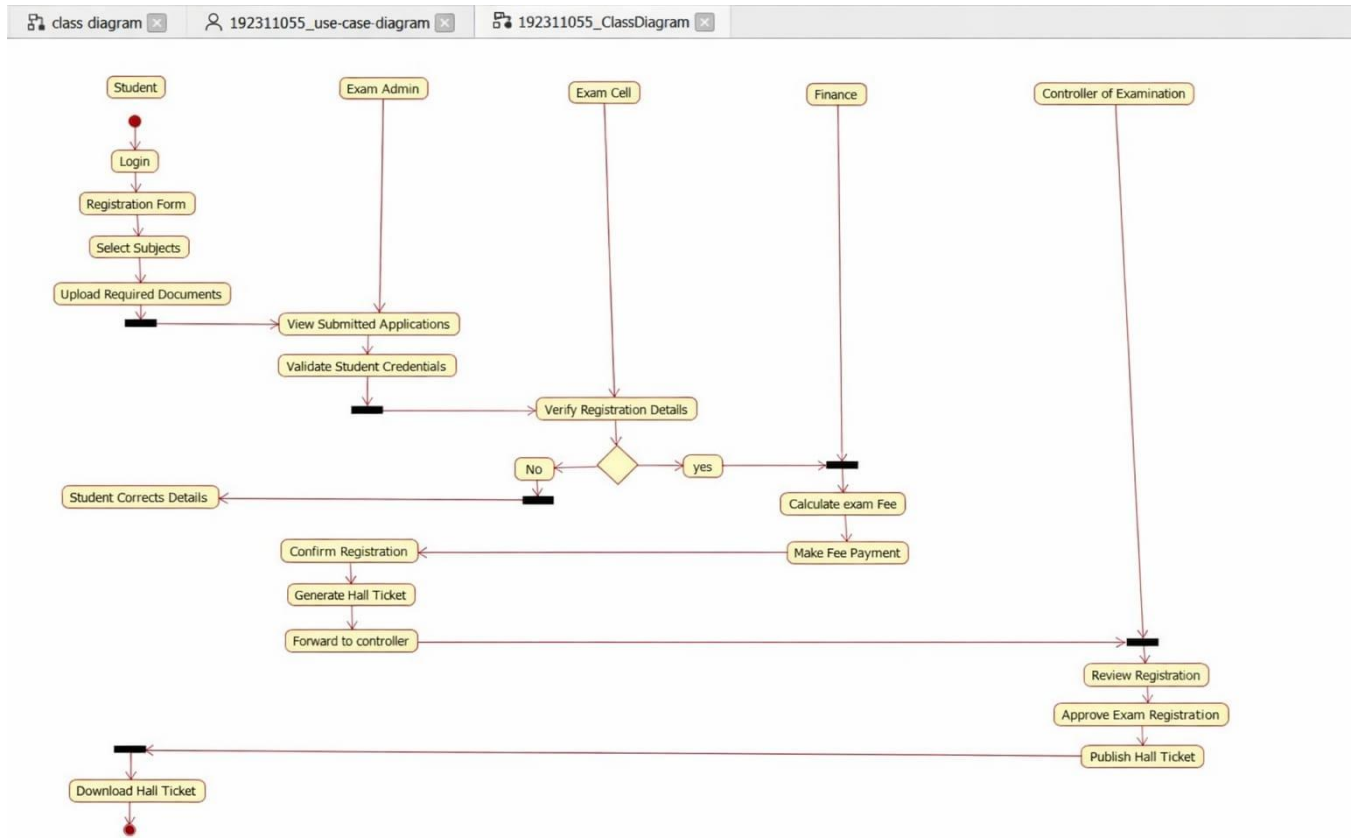 class diagram
192311055_use-case-diagram
192311055_ClassDiagram
Student
Exam Admin
Exam Cell
Finance
Controller of Examination
Login
Registration Form
Select Subjects
Upload Required Documents
View Submitted Applications
Validate Student Credentials
Verify Registration Details
No
yes
Student Corrects Details
Calculate exam Fee
Confirm Registration
Make Fee Payment
Generate Hall Ticket
Forward to controller
Review Registration
Approve Exam Registration
Publish Hall Ticket
Download Hall Ticket